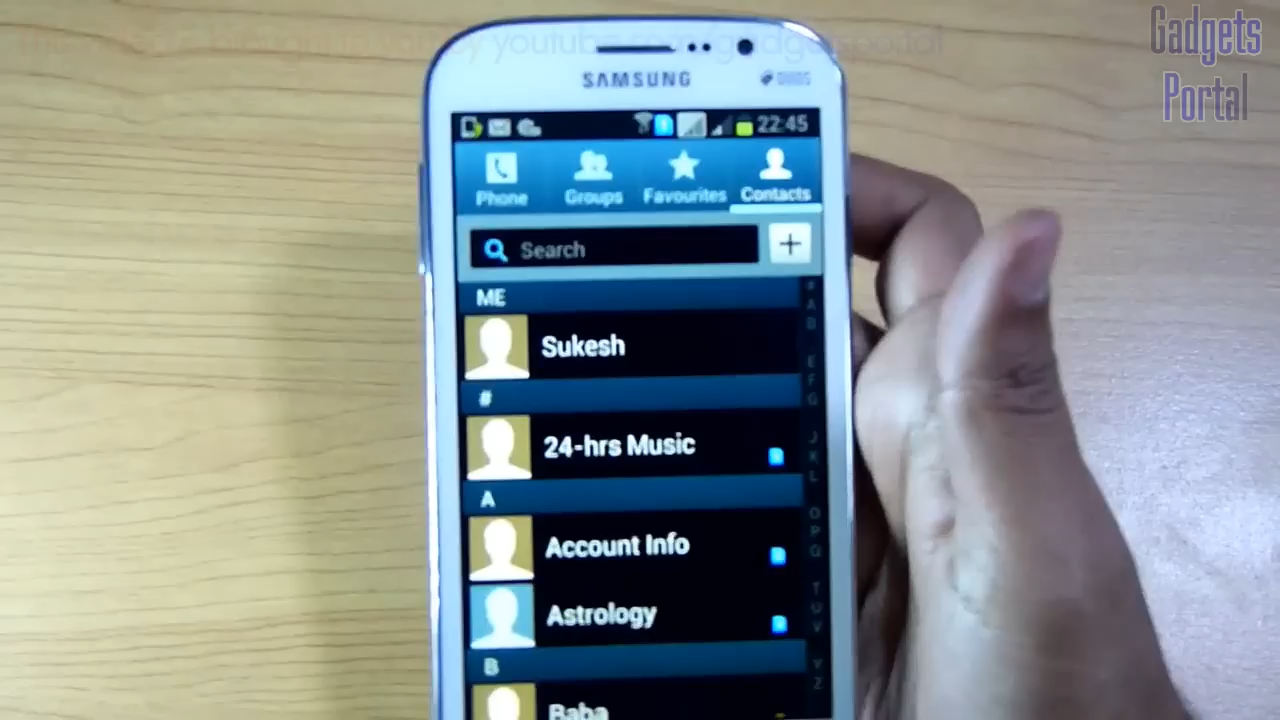 Gadgets
Portal
SAMSUNG
DUOS
22:45
Phone Groups Favourites Contacts
Search
ME
Sukesh
#
24-hrs Music
A
Account Info
Astrology
B
Baba